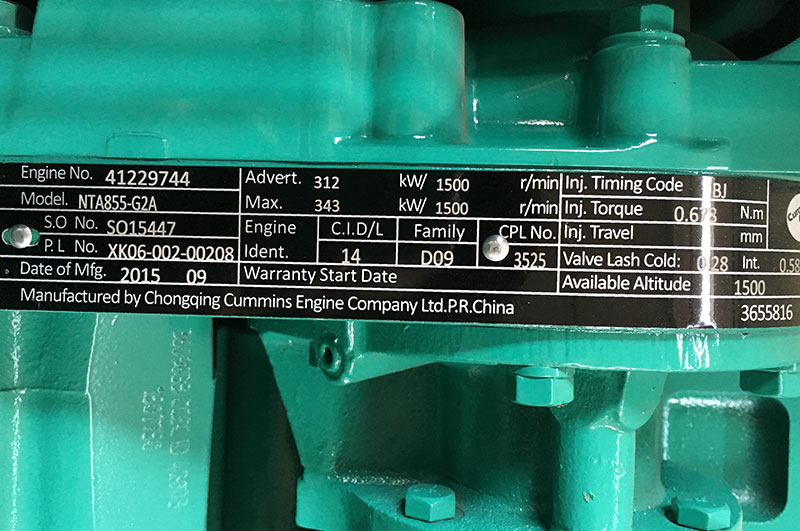 Engine No. 41229744
Model. NTA855-G2A
S.O No. SO15447
P.L No. XK06-002-00208
Date of Mfg. 2015 09
Advert. 312 kW/ 1500 r/min
Max. 343 kW/ 1500 r/min
Engine Ident.
C.I.D/L
14
Family
D09
CPL No.
3525
Warranty Start Date
Inj. Timing Code BJ
Inj. Torque 0.673 N.m
Inj. Travel mm
Valve Lash Cold: 0.28 Int. 0.58
Available Altitude 1500
Manufactured by Chongqing Cummins Engine Company Ltd.P.R.China
3655816